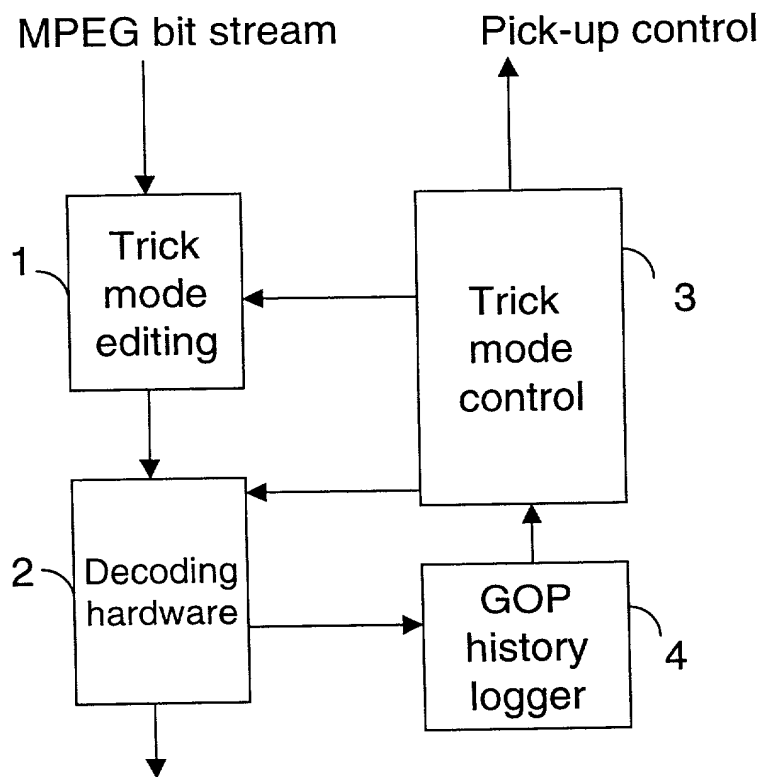 MPEG bit stream
Pick-up control
1
Trick
mode
editing
Trick
mode
control
3
2
Decoding
hardware
GOP
history
logger
4